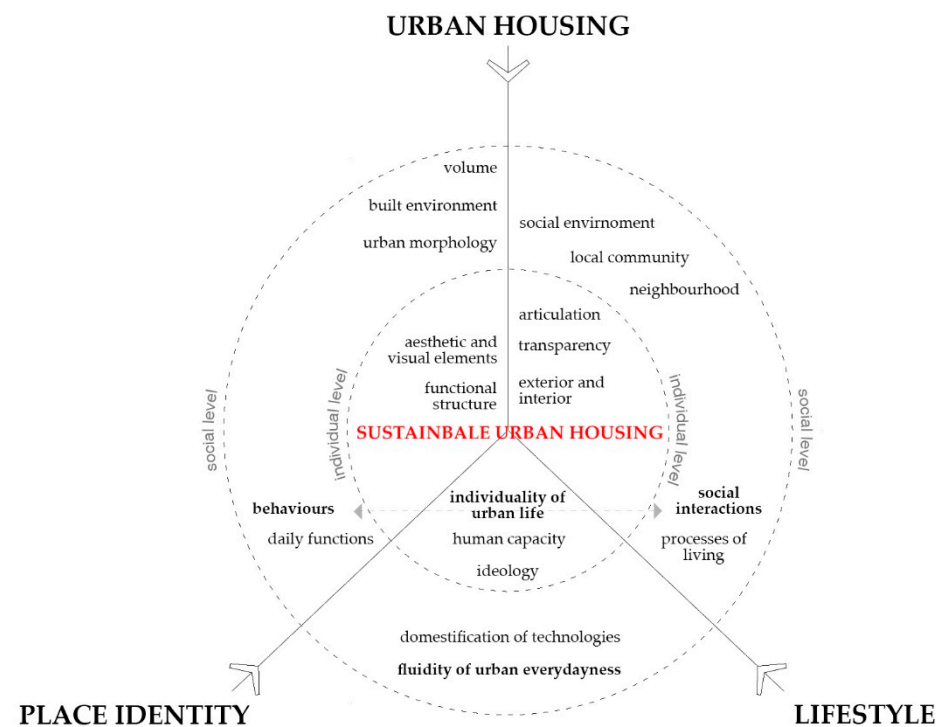 URBAN HOUSING
volume
built environment
urban morphology
social envirnoment
local community
neighbourhood
articulation
aesthetic and
visual elements
transparency
functional
structure
exterior and
interior
social level
individual level
individual level
social level
SUSTAINBALE URBAN HOUSING
behaviours
individuality of
urban life
social
interactions
daily functions
human capacity
processes of
living
ideology
domestification of technologies
fluidity of urban everydayness
PLACE IDENTITY
LIFESTYLE